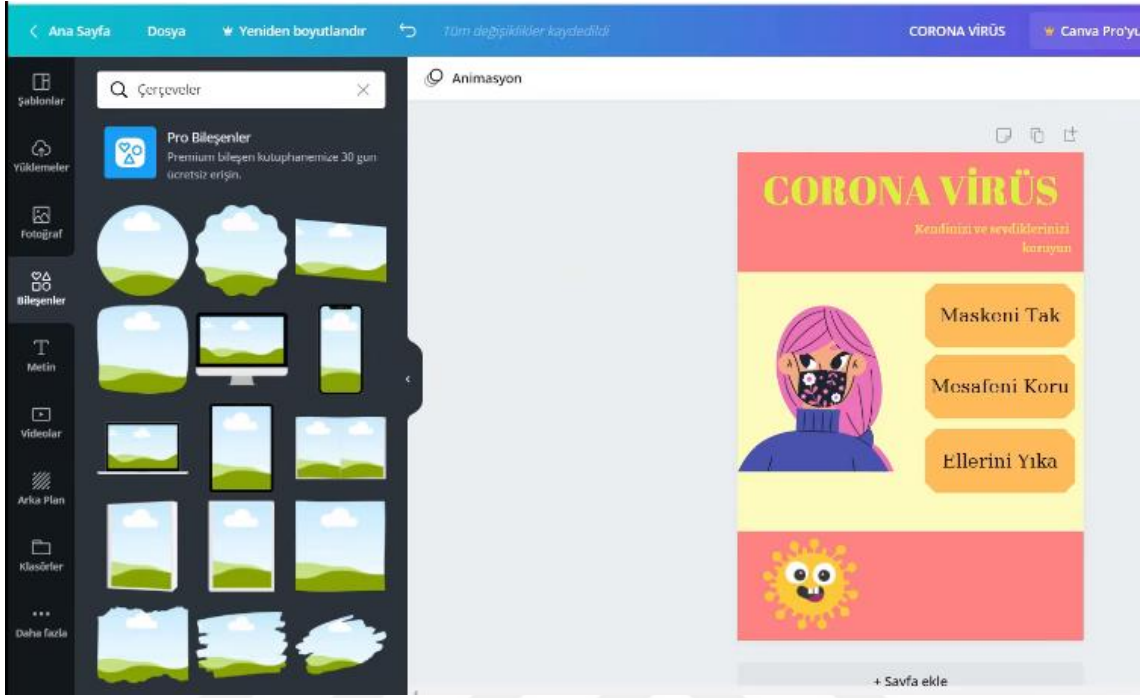 Ana Sayfa
Dosya
Yeniden boyutlandır
Tüm değişiklikler kaydedildi
CORONA VİRÜS
Canva Pro'yu
Şablonlar
Yüklemeler
Fotoğraf
Bileşenler
Metin
Videolar
Arka Plan
Klasörler
Daha fazla
Çerçeveler
Pro Bileşenler
Premium bileşen kutuphanemize 30 gun
ücretsiz erişin.
Animasyon
CORONA VİRÜS
Kendinizi ve sevdiklerinizi
koruyun
Maskeni Tak
Mesafeni Koru
Ellerini Yıka
+ Sayfa ekle